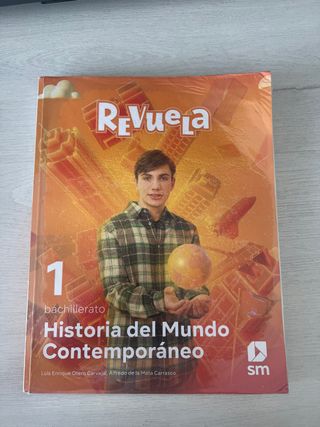 REVUELA
1
bachillerato
Historia del Mundo
Contemporáneo
Luis Enrique Otero Carvajal, Alfredo de la Mata Carrasco
sm